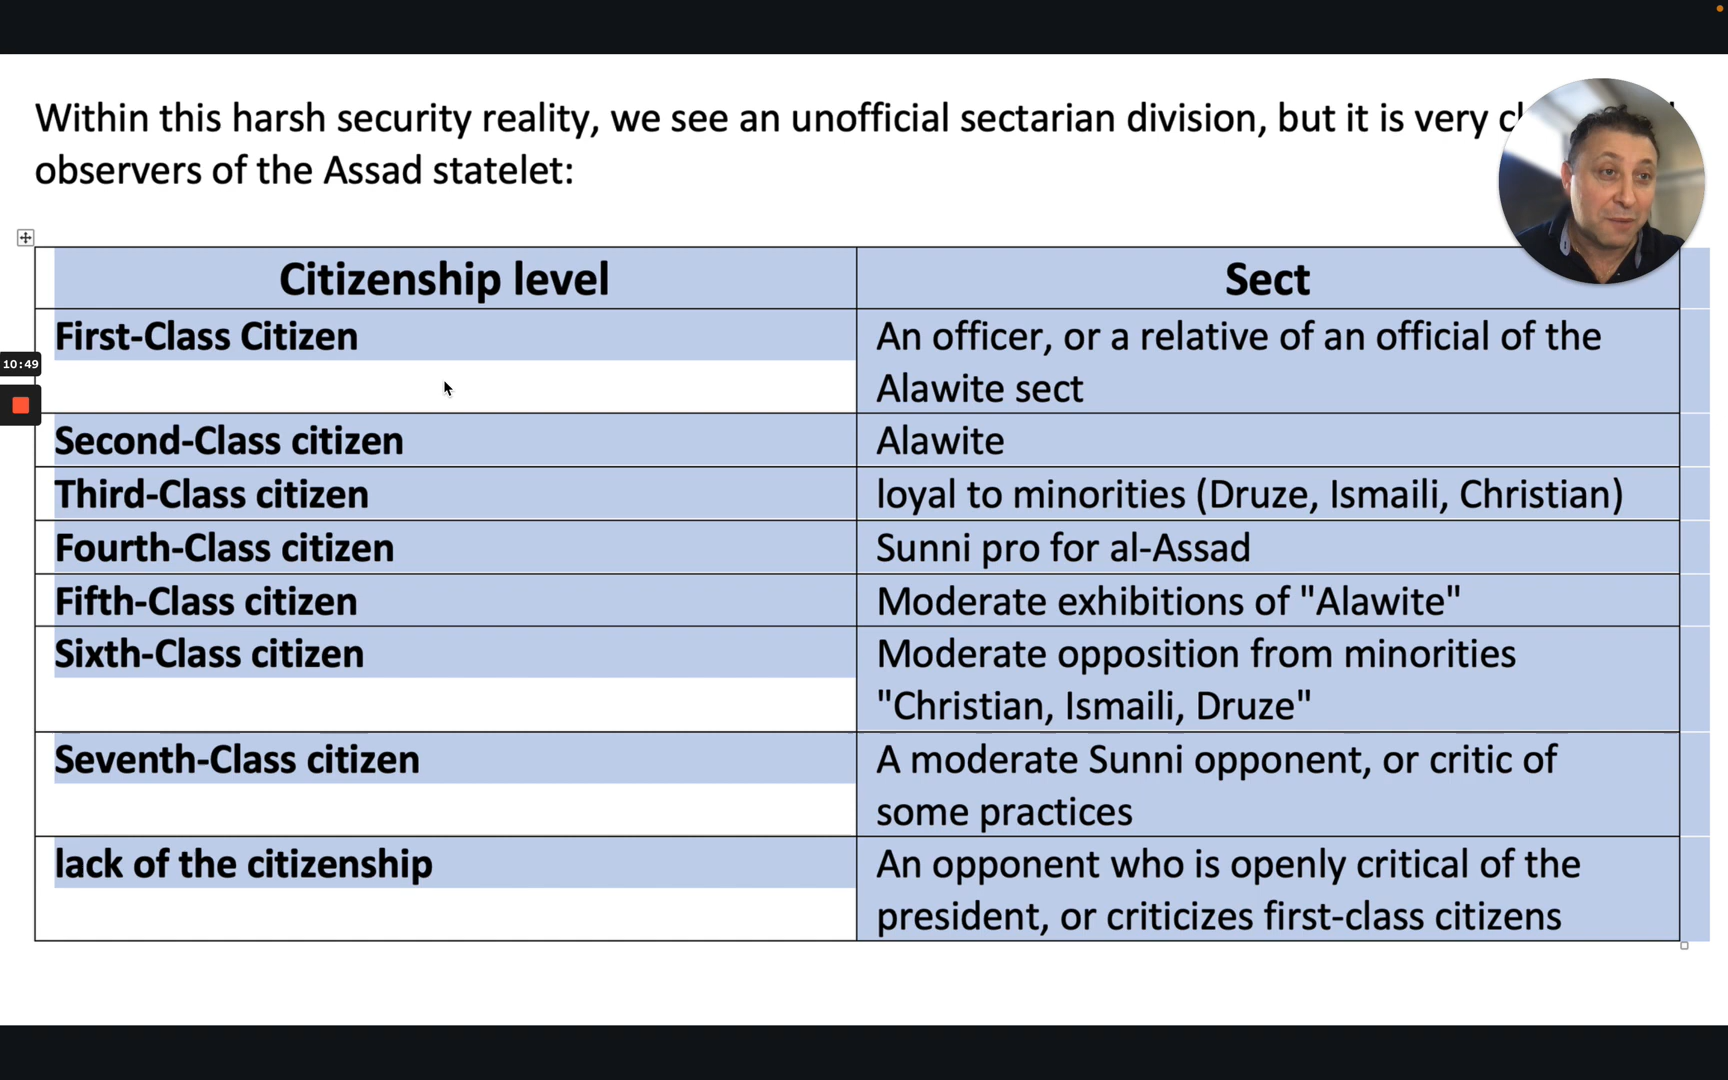 Within this harsh security reality, we see an unofficial sectarian division, but it is very
observers of the Assad statelet:
Citizenship level
Sect
First-Class Citizen
An officer, or a relative of an official of the
Alawite sect
10:49
Second-Class citizen
Alawite
Third-Class citizen
loyal to minorities (Druze, Ismaili, Christian)
Fourth-Class citizen
Sunni pro for al-Assad
Fifth-Class citizen
Moderate exhibitions of "Alawite"
Sixth-Class citizen
Moderate opposition from minorities
"Christian, Ismaili, Druze"
Seventh-Class citizen
A moderate Sunni opponent, or critic of
some practices
lack of the citizenship
An opponent who is openly critical of the
president, or criticizes first-class citizens